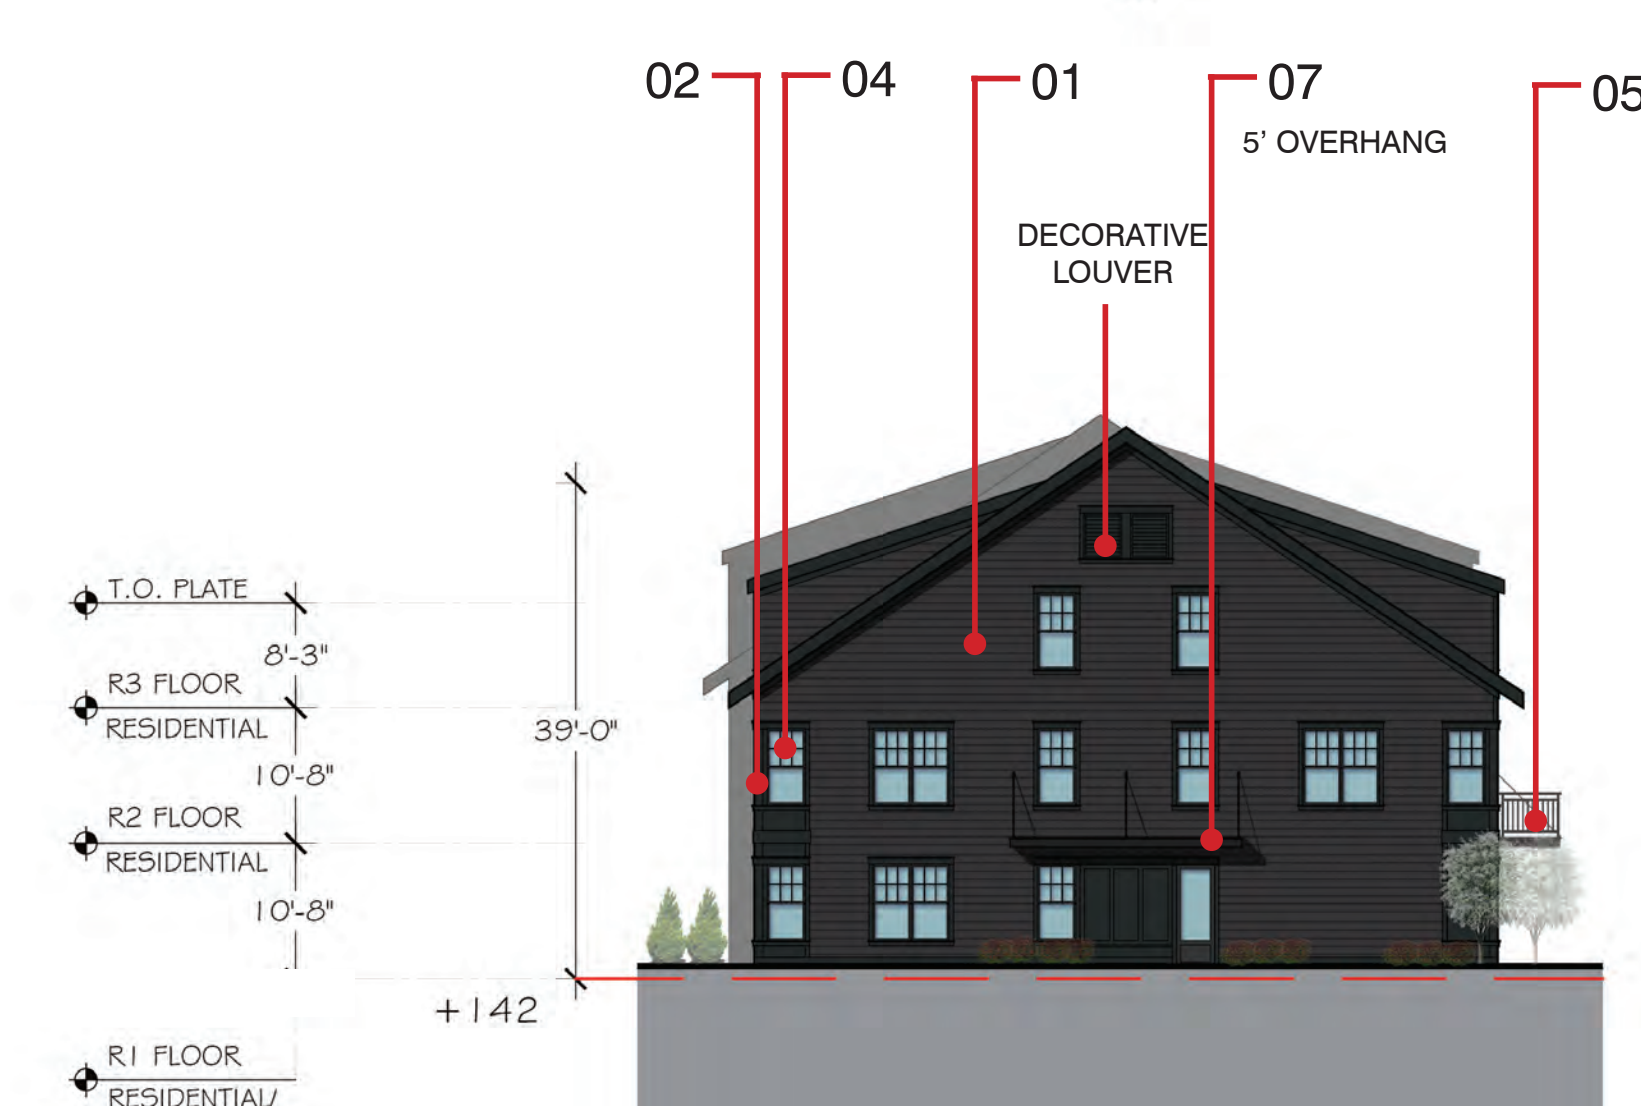 02
04
01
07
05
5’ OVERHANG
DECORATIVE
LOUVER
T.O. PLATE
8'-3"
R3 FLOOR
RESIDENTIAL
39'-0"
10'-8"
R2 FLOOR
RESIDENTIAL
10'-8"
+142
R1 FLOOR
RESIDENTIAL/